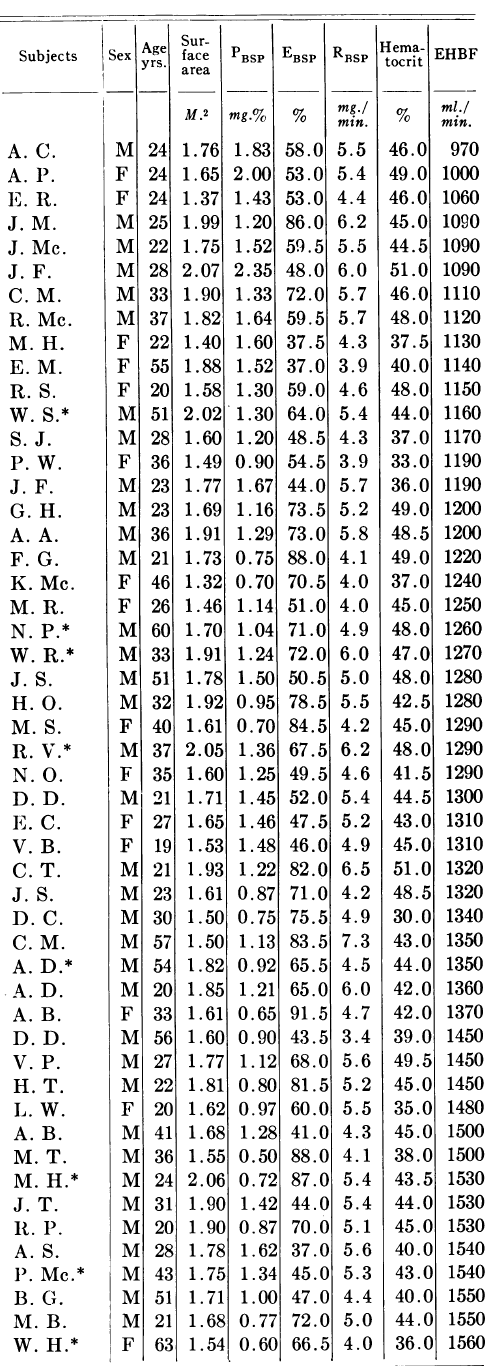 Subjects Sex Age yrs. Sur-face area P_BSP E_BSP R_BSP Hema-tocrit EHBF
M.² mg.% % mg./min. % ml./min.
A. C. M 24 1.76 1.83 58.0 5.5 46.0 970
A. P. F 24 1.65 2.00 53.0 5.4 49.0 1000
E. R. F 24 1.37 1.43 53.0 4.4 46.0 1060
J. M. M 25 1.99 1.20 86.0 6.2 45.0 1090
J. Mc. M 22 1.75 1.52 59.5 5.5 44.5 1090
J. F. M 28 2.07 2.35 48.0 6.0 51.0 1090
C. M. M 33 1.90 1.33 72.0 5.7 46.0 1110
R. Mc. M 37 1.82 1.64 59.5 5.7 48.0 1120
M. H. F 22 1.40 1.60 37.5 4.3 37.5 1130
E. M. F 55 1.88 1.52 37.0 3.9 40.0 1140
R. S. F 20 1.58 1.30 59.0 4.6 48.0 1150
W. S.* M 51 2.02 1.30 64.0 5.4 44.0 1160
S. J. M 28 1.60 1.20 48.5 4.3 37.0 1170
P. W. F 36 1.49 0.90 54.5 3.9 33.0 1190
J. F. M 23 1.77 1.67 44.0 5.7 36.0 1190
G. H. M 23 1.69 1.16 73.5 5.2 49.0 1200
A. A. M 36 1.91 1.29 73.0 5.8 48.5 1200
F. G. M 21 1.73 0.75 88.0 4.1 49.0 1220
K. Mc. F 46 1.32 0.70 70.5 4.0 37.0 1240
M. R. F 26 1.46 1.14 51.0 4.0 45.0 1250
N. P.* M 60 1.70 1.04 71.0 4.9 48.0 1260
W. R.* M 33 1.91 1.24 72.0 6.0 47.0 1270
J. S. M 51 1.78 1.50 50.5 5.0 48.0 1280
H. O. M 32 1.92 0.95 78.5 5.5 42.5 1280
M. S. F 40 1.61 0.70 84.5 4.2 45.0 1290
R. V.* M 37 2.05 1.36 67.5 6.2 48.0 1290
N. O. F 35 1.60 1.25 49.5 4.6 41.5 1290
D. D. M 21 1.71 1.45 52.0 5.4 44.5 1300
E. C. F 27 1.65 1.46 47.5 5.2 43.0 1310
V. B. F 19 1.53 1.48 46.0 4.9 45.0 1310
C. T. M 21 1.93 1.22 82.0 6.5 51.0 1320
J. S. M 23 1.61 0.87 71.0 4.2 48.5 1320
D. C. M 30 1.50 0.75 75.5 4.9 30.0 1340
C. M. M 57 1.50 1.13 83.5 7.3 43.0 1350
A. D.* M 54 1.82 0.92 65.5 4.5 44.0 1350
A. D. M 20 1.85 1.21 65.0 6.0 42.0 1360
A. B. F 33 1.61 0.65 91.5 4.7 42.0 1370
D. D. M 56 1.60 0.90 43.5 3.4 39.0 1450
V. P. M 27 1.77 1.12 68.0 5.6 49.5 1450
H. T. M 22 1.81 0.80 81.5 5.2 45.0 1450
L. W. F 20 1.62 0.97 60.0 5.5 35.0 1480
A. B. M 41 1.68 1.28 41.0 4.3 45.0 1500
M. T. M 36 1.55 0.50 88.0 4.1 38.0 1500
M. H.* M 24 2.06 0.72 87.0 5.4 43.5 1530
J. T. M 31 1.90 1.42 44.0 5.4 44.0 1530
R. P. M 20 1.90 0.87 70.0 5.1 45.0 1530
A. S. M 28 1.78 1.62 37.0 5.6 40.0 1540
P. Mc.* M 43 1.75 1.34 45.0 5.3 43.0 1540
B. G. M 51 1.71 1.00 47.0 4.4 40.0 1550
M. B. M 21 1.68 0.77 72.0 5.0 44.0 1550
W. H.* F 63 1.54 0.60 66.5 4.0 36.0 1560